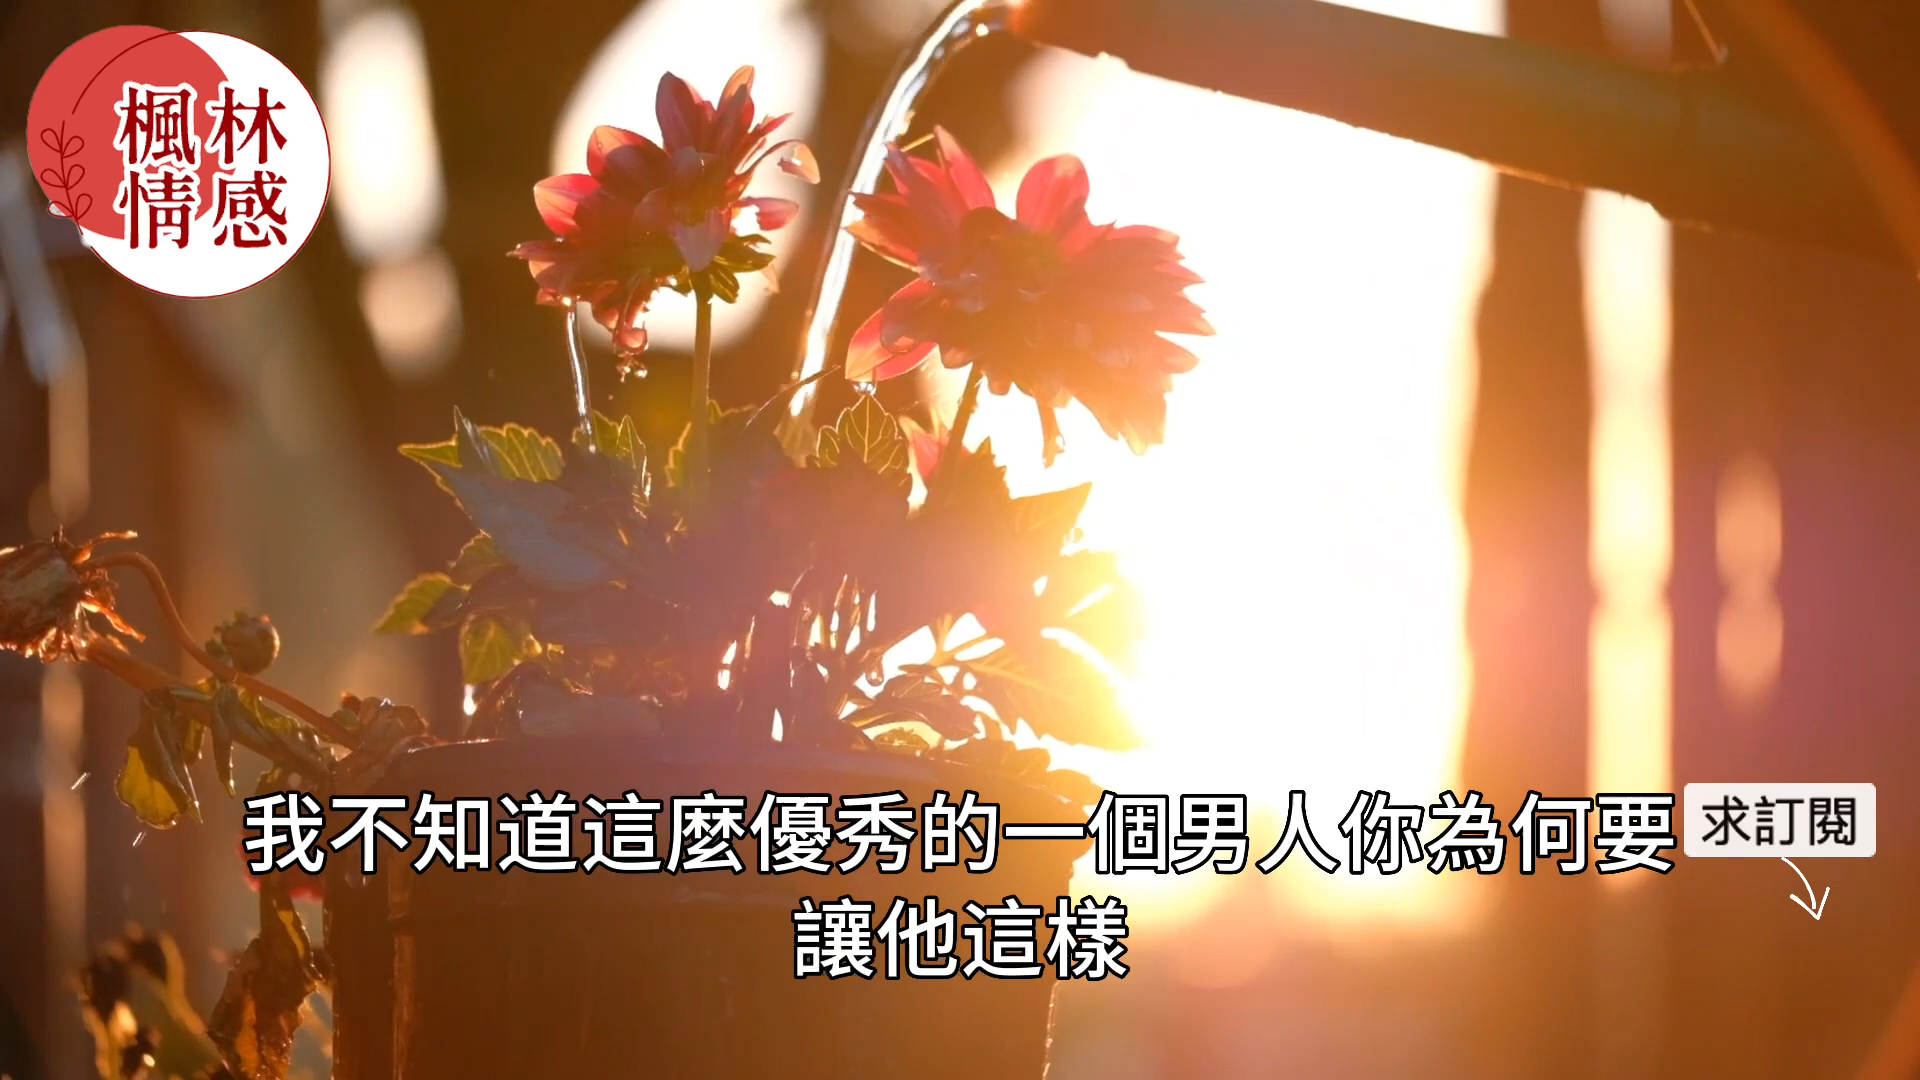 楓林
情感
我不知道這麼優秀的一個男人你為何要
讓他這樣
求訂閱